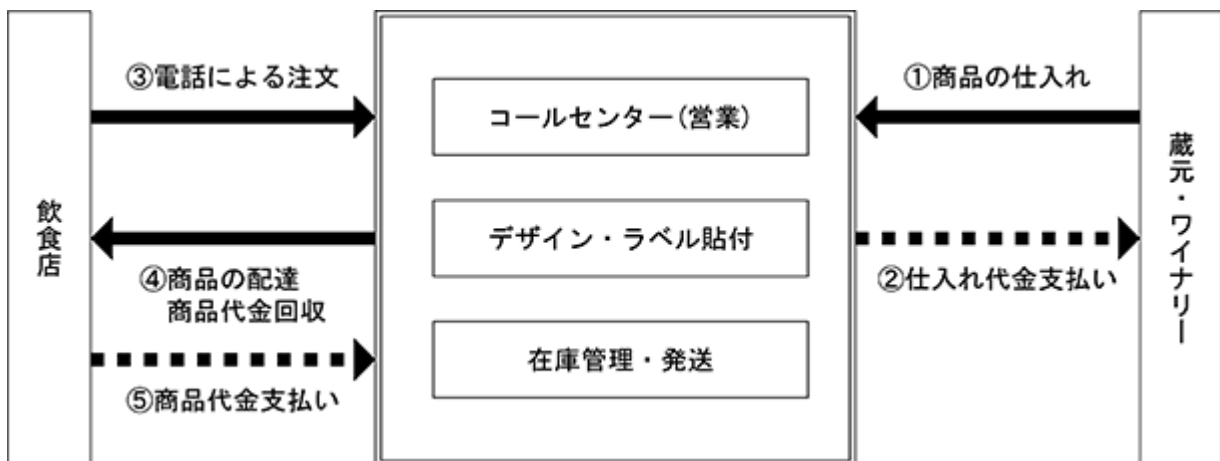 ③電話による注文
①商品の仕入れ
コールセンター(営業)
飲食店
デザイン・ラベル貼付
蔵元・ワイナリー
④商品の配達
商品代金回収
②仕入れ代金支払い
在庫管理・発送
⑤商品代金支払い